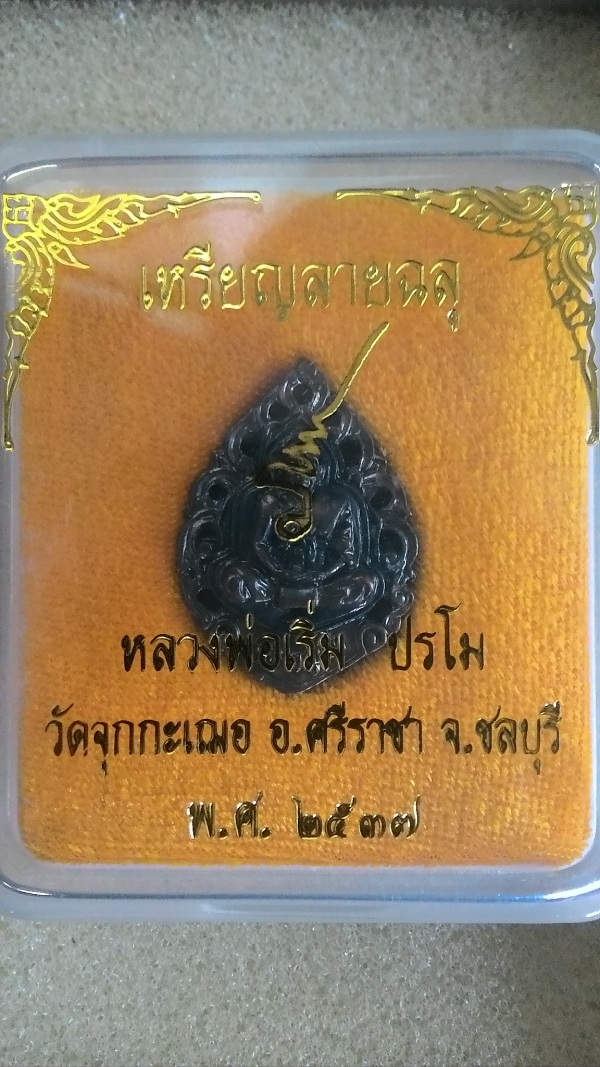 เหรียญลายฉลุ
หลวงพ่อเริ่ม ปรโม
วัดจุกกะเฌอ อ.ศรีราชา จ.ชลบุรี
พ.ศ. ๒๕๓๗